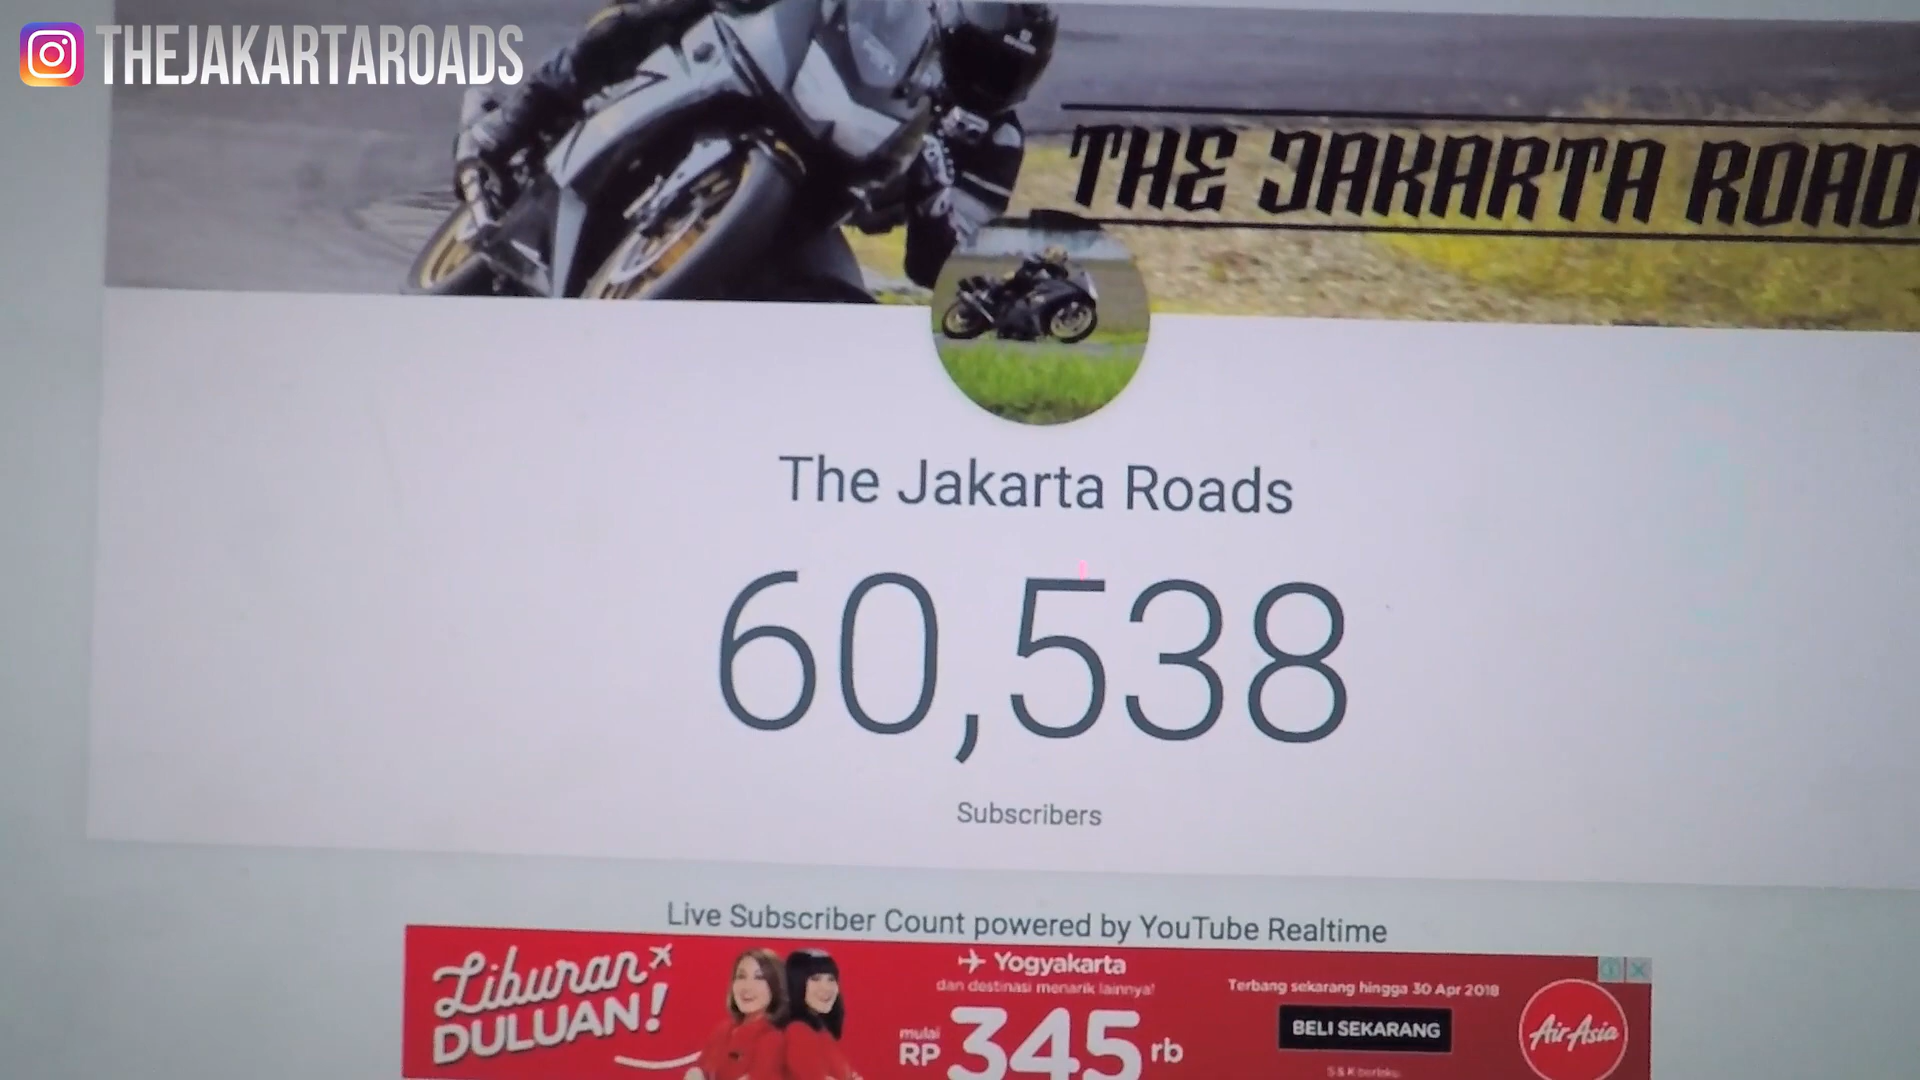 THEJAKARTAROADS
THE JAKARTA ROAD
The Jakarta Roads
60,538
Subscribers
Live Subscriber Count powered by YouTube Realtime
Liburan
DULUAN!
Yogyakarta
dan destinasi menarik lainnya!
mulai
RP 345 rb
Terbang sekarang hingga 30 Apr 2018
BELI SEKARANG
S & K berlaku
AirAsia